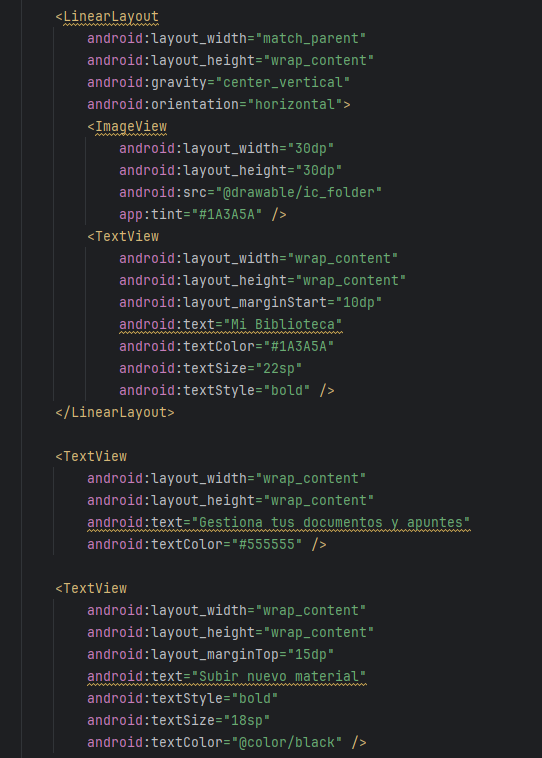 <LinearLayout
android:layout_width="match_parent"
android:layout_height="wrap_content"
android:gravity="center_vertical"
android:orientation="horizontal">
<ImageView
android:layout_width="30dp"
android:layout_height="30dp"
android:src="@drawable/ic_folder"
app:tint="#1A3A5A" />
<TextView
android:layout_width="wrap_content"
android:layout_height="wrap_content"
android:layout_marginStart="10dp"
android:text="Mi Biblioteca"
android:textColor="#1A3A5A"
android:textSize="22sp"
android:textStyle="bold" />
</LinearLayout>
<TextView
android:layout_width="wrap_content"
android:layout_height="wrap_content"
android:text="Gestiona tus documentos y apuntes"
android:textColor="#555555" />
<TextView
android:layout_width="wrap_content"
android:layout_height="wrap_content"
android:layout_marginTop="15dp"
android:text="Subir nuevo material"
android:textStyle="bold"
android:textSize="18sp"
android:textColor="@color/black" />